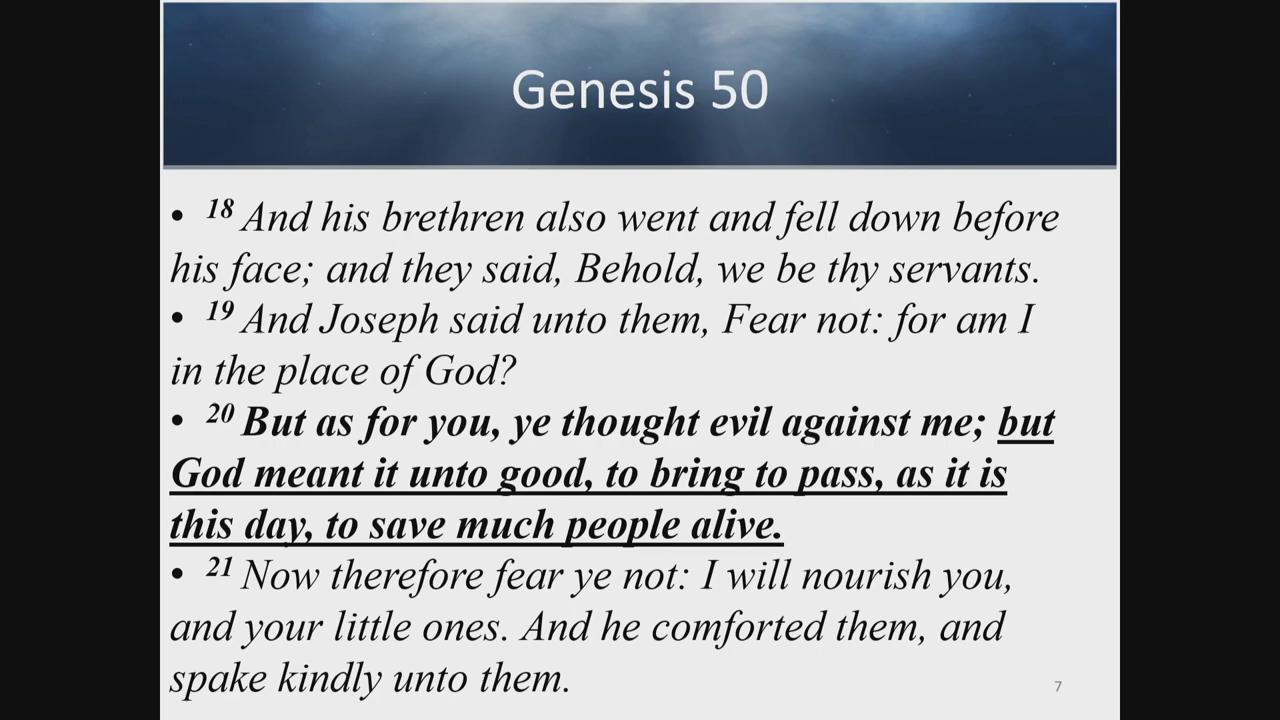 Genesis 50
• 18 And his brethren also went and fell down before
his face; and they said, Behold, we be thy servants.
• 19 And Joseph said unto them, Fear not: for am I
in the place of God?
• 20 But as for you, ye thought evil against me; but
God meant it unto good, to bring to pass, as it is
this day, to save much people alive.
• 21 Now therefore fear ye not: I will nourish you,
and your little ones. And he comforted them, and
spake kindly unto them.
7